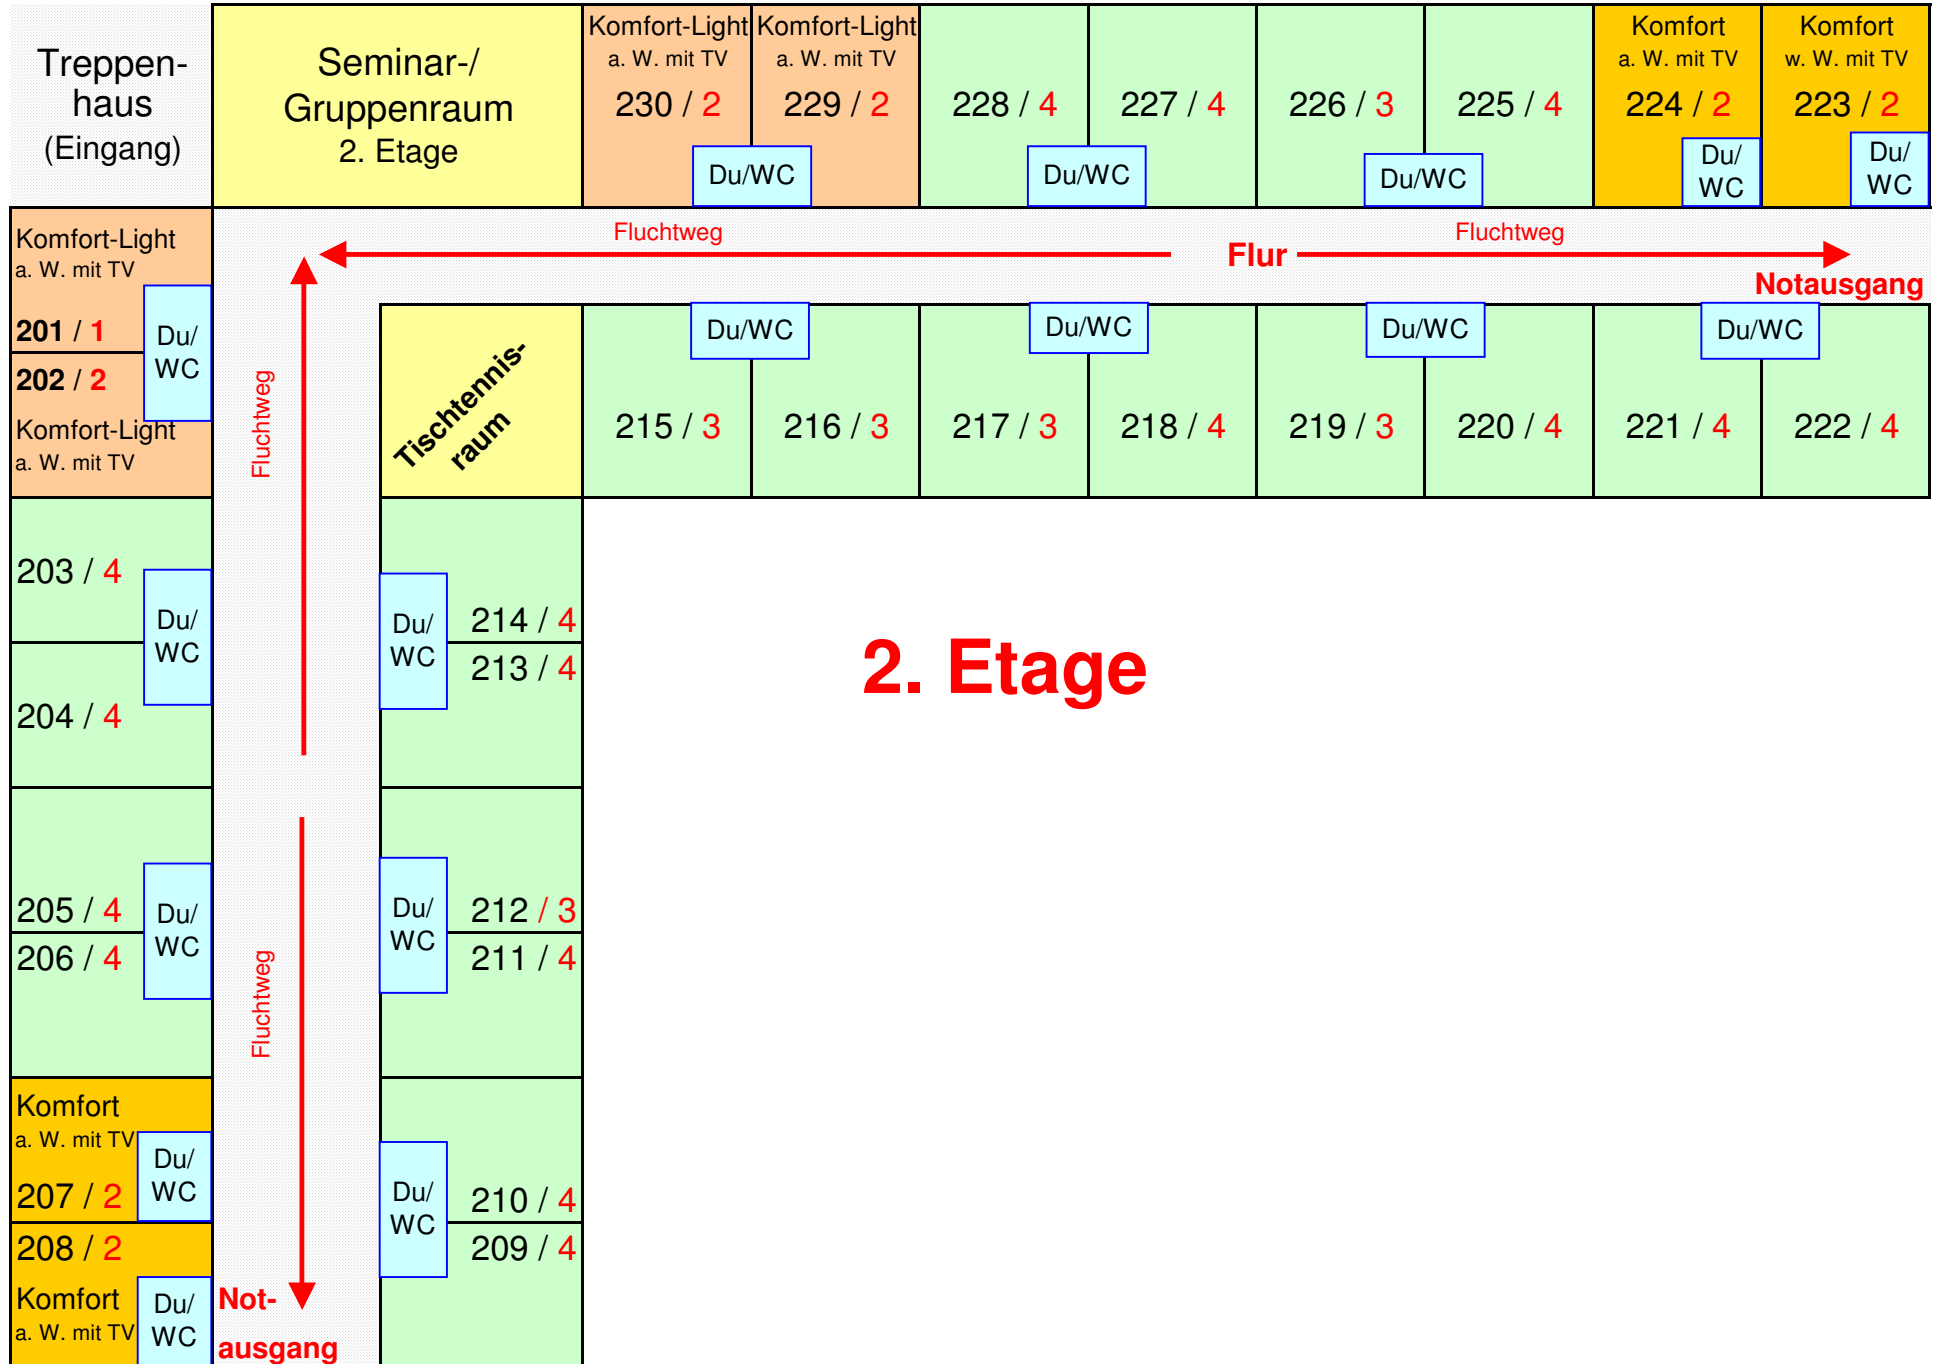 Treppen-
haus
(Eingang)
Seminar-/
Gruppenraum
2. Etage
Komfort-Light
a. W. mit TV
230 / 2
Komfort-Light
a. W. mit TV
229 / 2
Du/WC
228 / 4
227 / 4
Du/WC
226 / 3
225 / 4
Du/WC
Komfort
a. W. mit TV
224 / 2
Du/
WC
Komfort
w. W. mit TV
223 / 2
Du/
WC
Fluchtweg
Flur
Fluchtweg
Notausgang
Komfort-Light
a. W. mit TV
201 / 1
Du/
WC
202 / 2
Komfort-Light
a. W. mit TV
Fluchtweg
Tischtennis-
raum
Du/WC
215 / 3
216 / 3
Du/WC
217 / 3
218 / 4
Du/WC
219 / 3
220 / 4
Du/WC
221 / 4
222 / 4
203 / 4
Du/
WC
204 / 4
Du/
WC
214 / 4
213 / 4
2. Etage
205 / 4
206 / 4
Du/
WC
Fluchtweg
Du/
WC
212 / 3
211 / 4
Komfort
a. W. mit TV
207 / 2
Du/
WC
208 / 2
Komfort
a. W. mit TV
Du/
WC
Not-
ausgang
Du/
WC
210 / 4
209 / 4